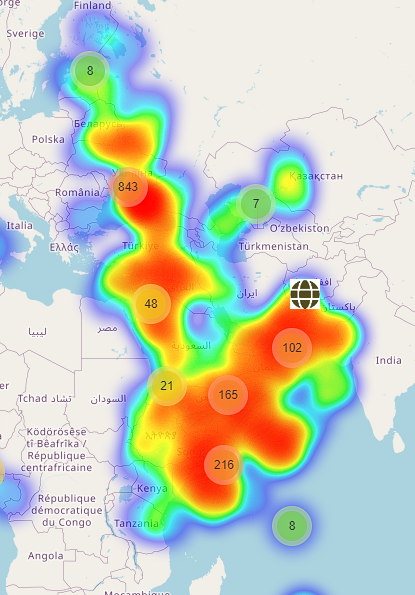 Finland
Sverige
8
Беларусь
Polska
Україна
843
România
Қазақстан
7
Italia
Ελλάς
Türkiye
O'zbekiston
Türkmenistan
ایران
48
پاکستان
ليبيا
مصر
السعودية
102
India
21
165
Tchad تشاد
السودان
Ködörösêse
tî Bêafrîka /
République
centrafricaine
216
Kenya
République
démocratique
du Congo
Tanzania
8
Angola